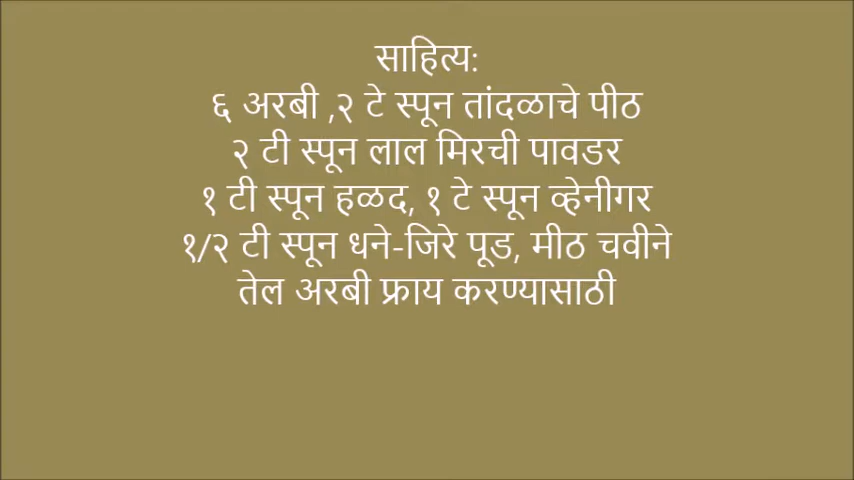 साहित्य:
६ अरबी ,२ टे स्पून तांदळाचे पीठ
२ टी स्पून लाल मिरची पावडर
१ टी स्पून हळद, १ टे स्पून व्हेनीगर
१/२ टी स्पून धने-जिरे पूड, मीठ चवीने
तेल अरबी फ्राय करण्यासाठी